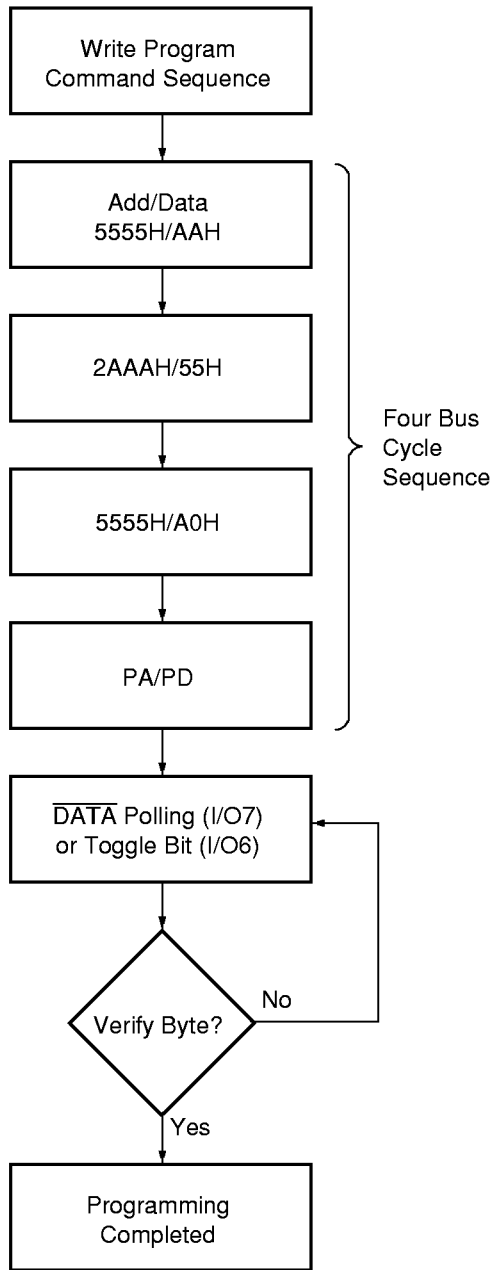 Write Program
Command Sequence
Add/Data
5555H/AAH
2AAAH/55H
5555H/A0H
PA/PD
Four Bus
Cycle
Sequence
DATA Polling (I/O7)
or Toggle Bit (I/O6)
Verify Byte?
No
Yes
Programming
Completed